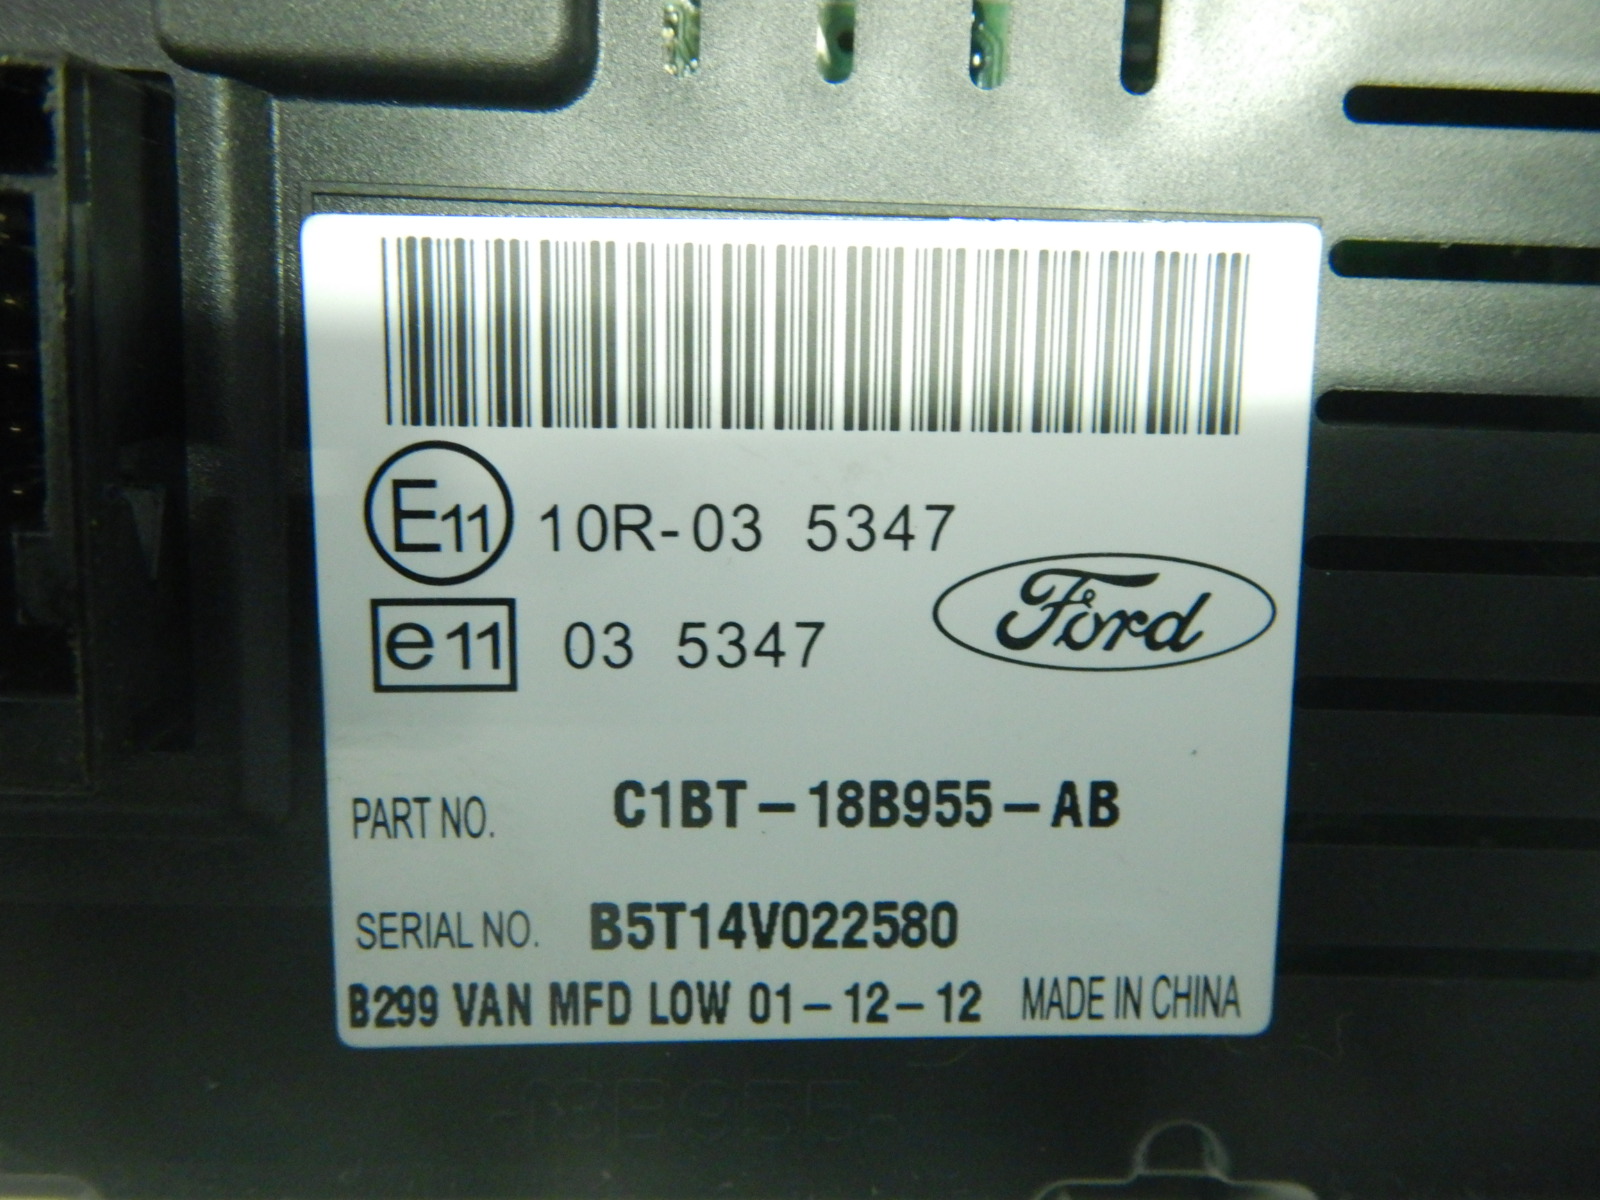 E11 10R-03 5347
e11 03 5347
Ford
PART NO. C1BT-18B955-AB
SERIAL NO. B5T14V022580
B299 VAN MFD LOW 01-12-12 MADE IN CHINA